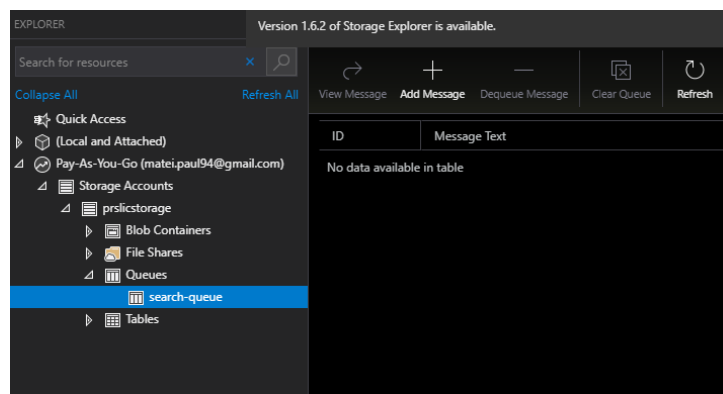 EXPLORER
Version 1.6.2 of Storage Explorer is available.
Search for resources
Collapse All
Refresh All
View Message
Add Message
Dequeue Message
Clear Queue
Refresh
Quick Access
(Local and Attached)
Pay-As-You-Go (matei.paul94@gmail.com)
Storage Accounts
prslicstorage
Blob Containers
File Shares
Queues
search-queue
Tables
ID
Message Text
No data available in table